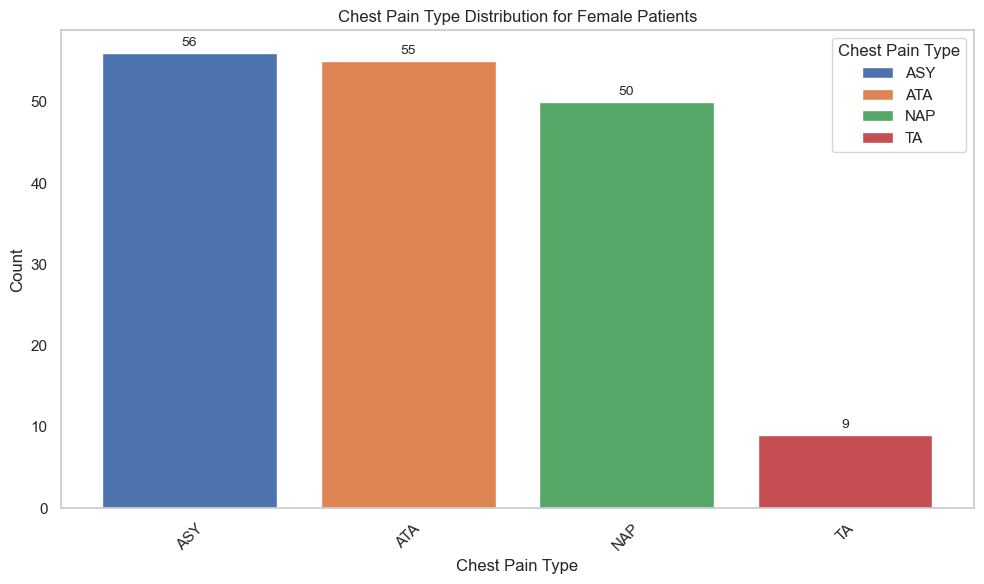 Chest Pain Type Distribution for Female Patients
56
55
50
9
Chest Pain Type
ASY
ATA
NAP
TA
Count
50
40
30
20
10
0
ASY
ATA
NAP
TA
Chest Pain Type